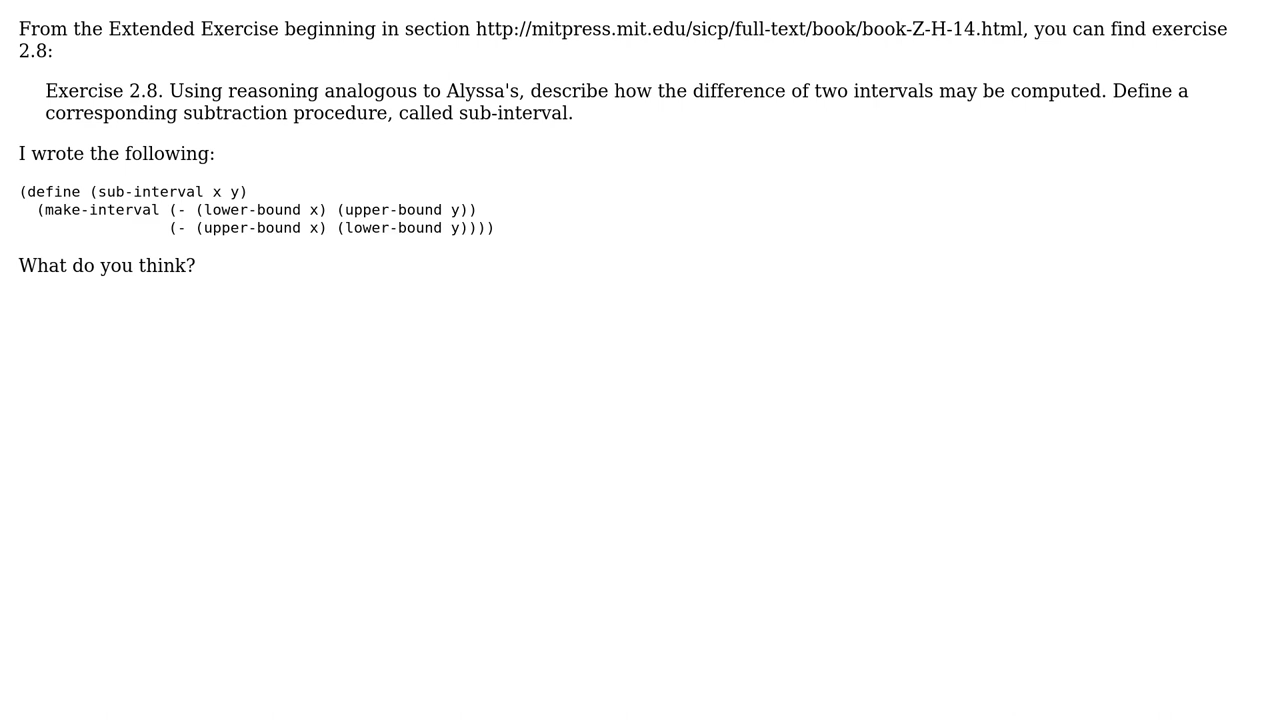 From the Extended Exercise beginning in section http://mitpress.mit.edu/sicp/full-text/book/book-Z-H-14.html, you can find exercise
2.8:
Exercise 2.8. Using reasoning analogous to Alyssa's, describe how the difference of two intervals may be computed. Define a
corresponding subtraction procedure, called sub-interval.
I wrote the following:
(define (sub-interval x y)
  (make-interval (- (lower-bound x) (upper-bound y))
                 (- (upper-bound x) (lower-bound y))))
What do you think?